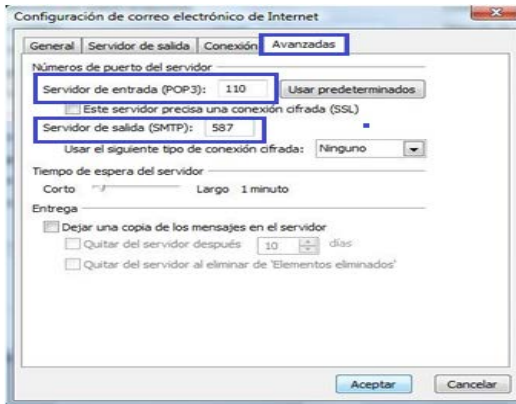 Configuración de correo electrónico de Internet
General Servidor de salida Conexión Avanzadas
Números de puerto del servidor
Servidor de entrada (POP3): 110 Usar predeterminados
Este servidor precisa una conexión cifrada (SSL)
Servidor de salida (SMTP): 587
Usar el siguiente tipo de conexión cifrada: Ninguno
Tiempo de espera del servidor
Corto Largo 1 minuto
Entrega
Dejar una copia de los mensajes en el servidor
Quitar del servidor después 10 días
Quitar del servidor al eliminar de 'Elementos eliminados'
Aceptar Cancelar